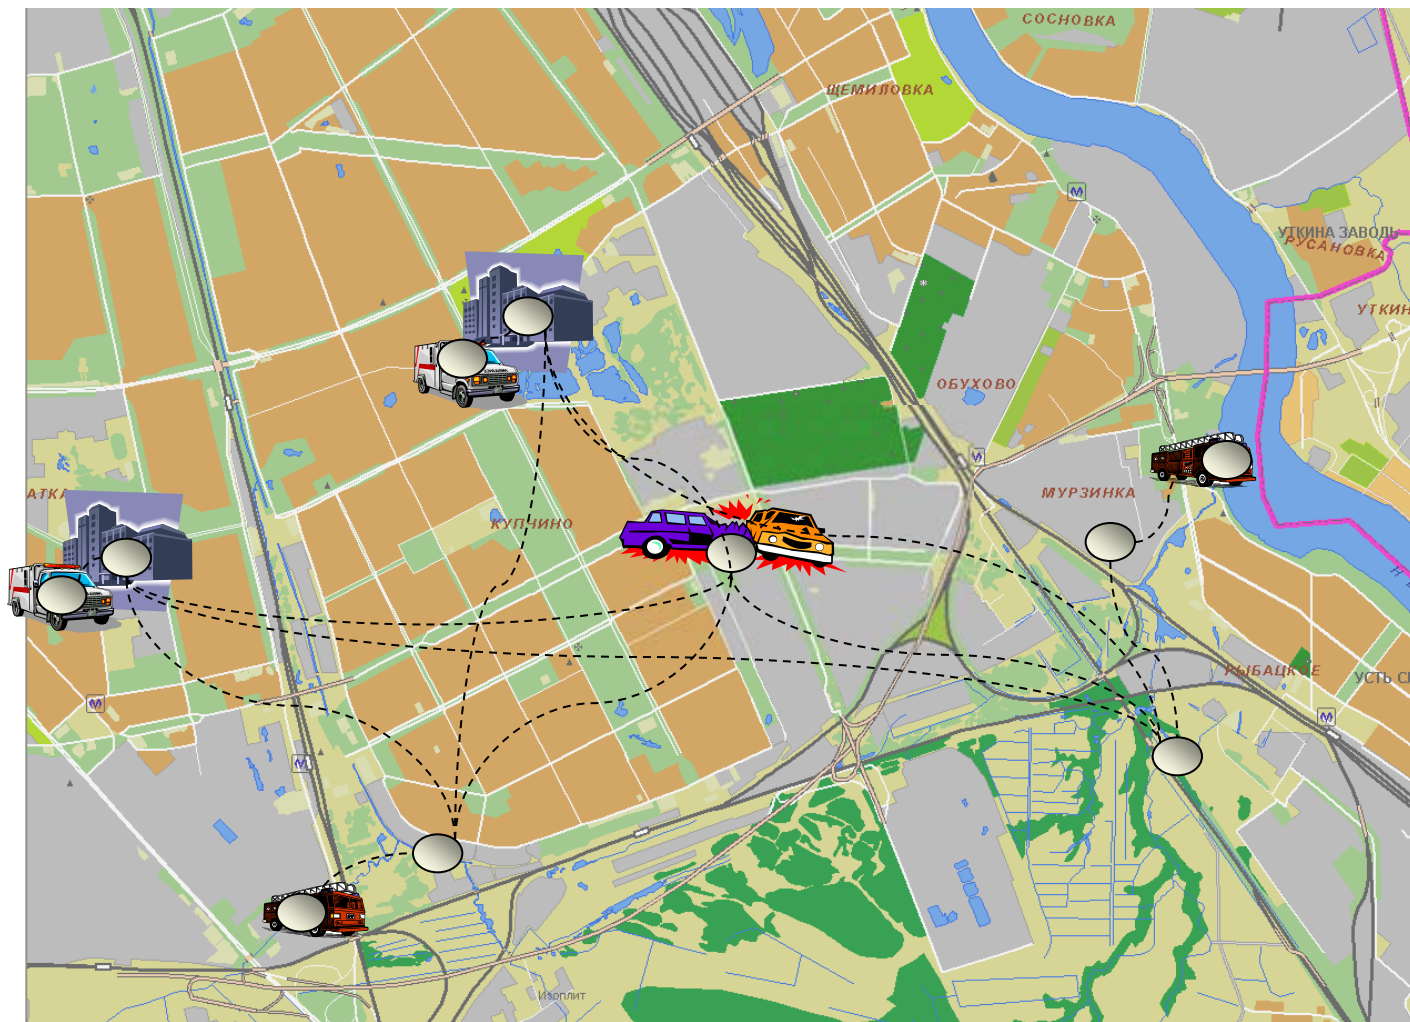 СОСНОВКА
ЩЕМИЛОВКА
УТКИНА ЗАВОДЬ
РУСАНОВКА
УТКИН
ОБУХОВО
АТКА
КУПЧИНО
МУРЗИНКА
РЫБАЦКОЕ
УСТЬ СЛ
Изоплит